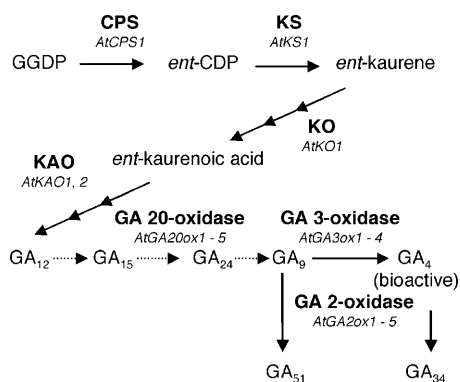 CPS KS
AtCPS1 AtKS1
GGDP ent-CDP ent-kaurene
KO
AtKO1
KAO ent-kaurenoic acid
AtKAO1, 2
GA 20-oxidase GA 3-oxidase
AtGA20ox1 - 5 AtGA3ox1 - 4
GA12 GA15 GA24 GA9 GA4
(bioactive)
GA 2-oxidase
AtGA2ox1 - 5
GA51 GA34